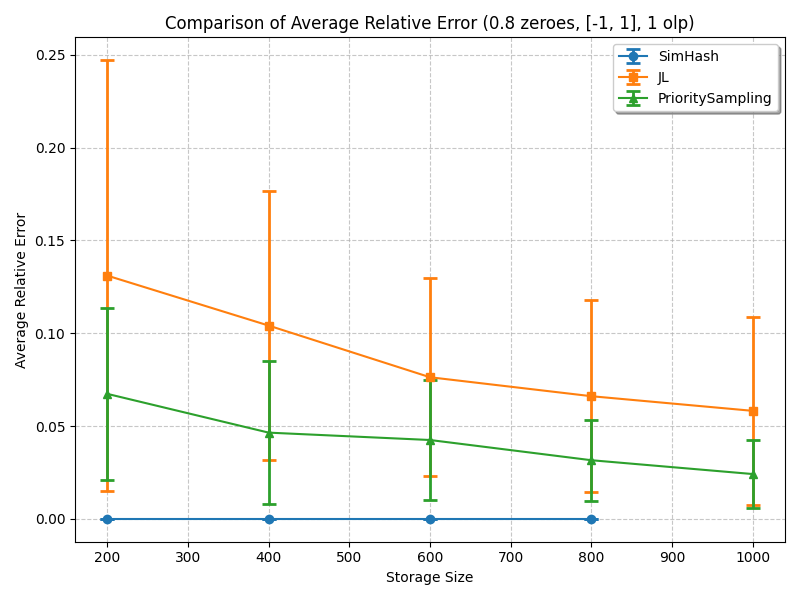 Comparison of Average Relative Error (0.8 zeroes, [-1, 1], 1 olp)
SimHash
JL
PrioritySampling
Average Relative Error
0.25
0.20
0.15
0.10
0.05
0.00
200 300 400 500 600 700 800 900 1000
Storage Size